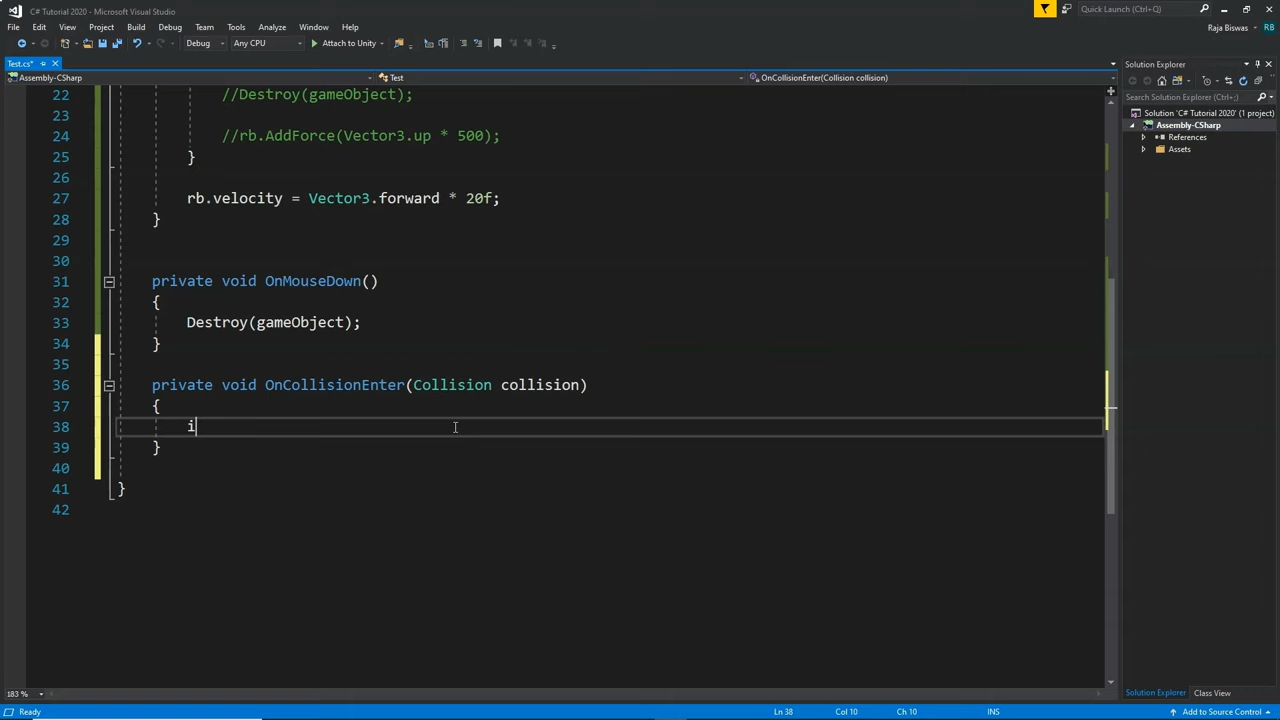 C# Tutorial 2020 - Microsoft Visual Studio
Quick Launch (Ctrl+Q)
File Edit View Project Build Debug Team Tools Analyze Window Help
Raja Biswas RB
Debug Any CPU Attach to Unity
Test.cs*
Solution Explorer
Assembly-CSharp Test OnCollisionEnter(Collision collision)
Search Solution Explorer (Ctrl+;)
Solution 'C# Tutorial 2020' (1 project)
Assembly-CSharp
References
Assets
22 //Destroy(gameObject);
23
24 //rb.AddForce(Vector3.up * 500);
25 }
26
27 rb.velocity = Vector3.forward * 20f;
28 }
29
30
31 private void OnMouseDown()
32 {
33 Destroy(gameObject);
34 }
35
36 private void OnCollisionEnter(Collision collision)
37 {
38 i
39 }
40
41 }
42
183 %
Solution Explorer Class View
Ready Ln 38 Col 10 Ch 10 INS Add to Source Control